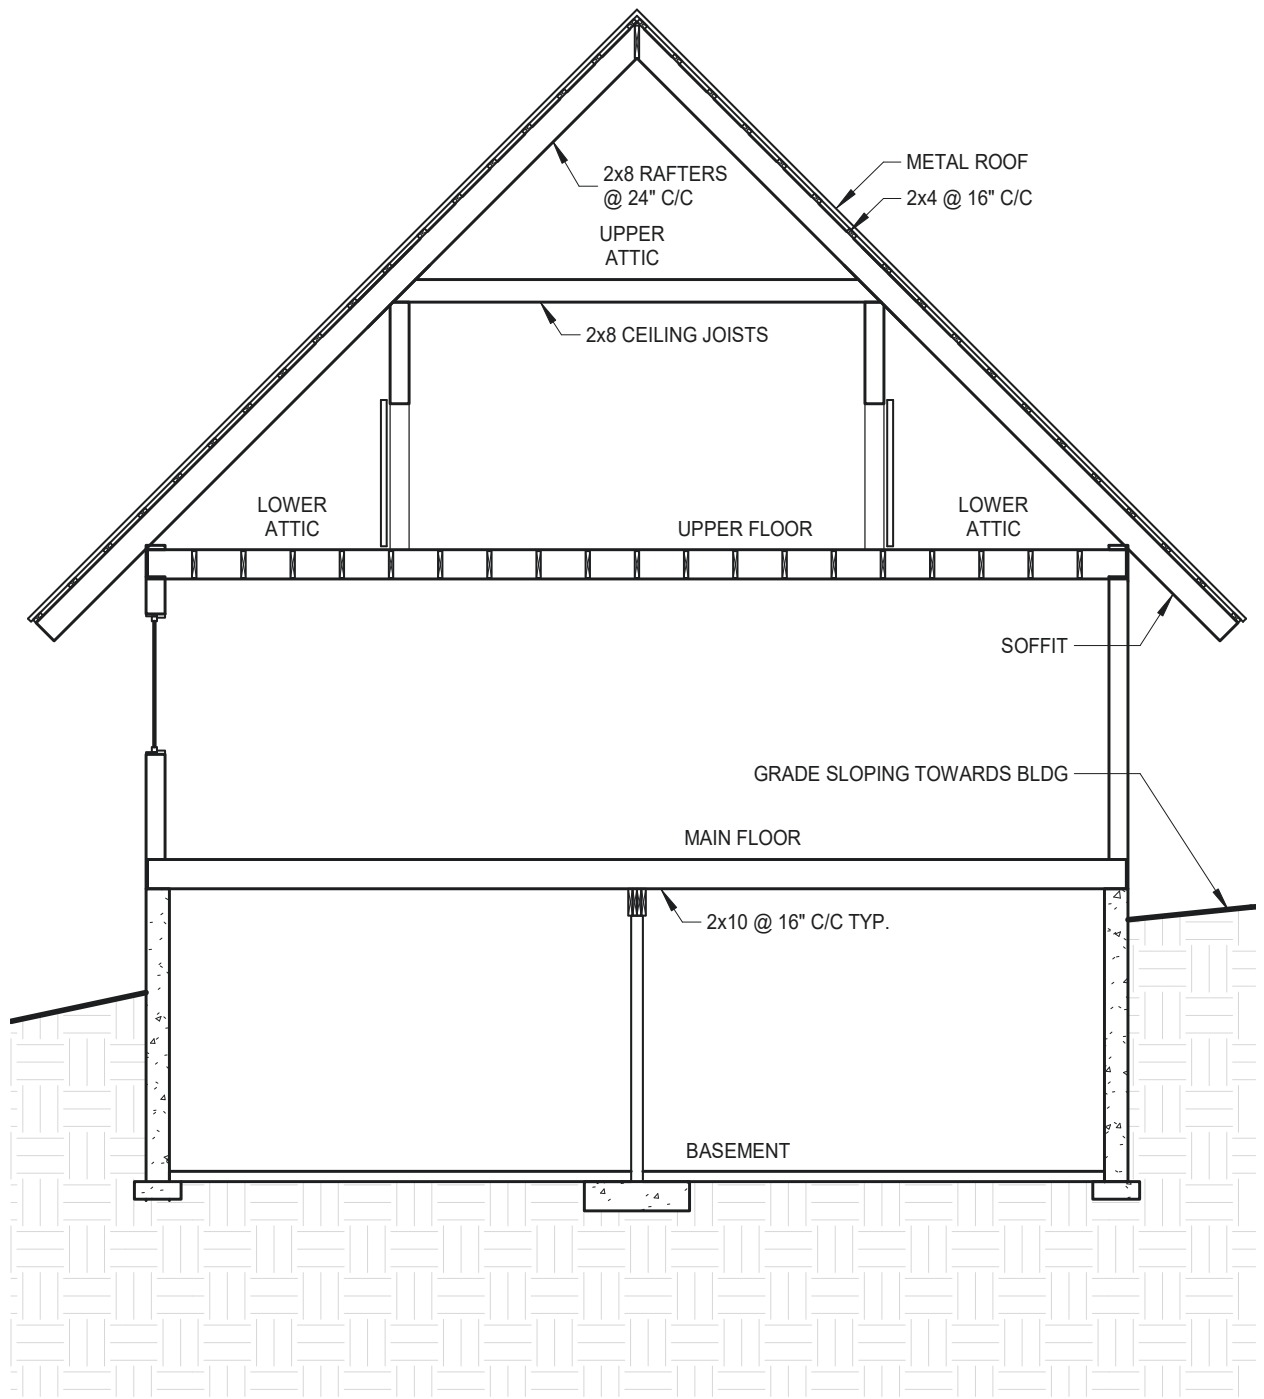 METAL ROOF
2x8 RAFTERS
@ 24" C/C
2x4 @ 16" C/C
UPPER
ATTIC
2x8 CEILING JOISTS
LOWER
ATTIC
UPPER FLOOR
LOWER
ATTIC
SOFFIT
GRADE SLOPING TOWARDS BLDG
MAIN FLOOR
2x10 @ 16" C/C TYP.
BASEMENT